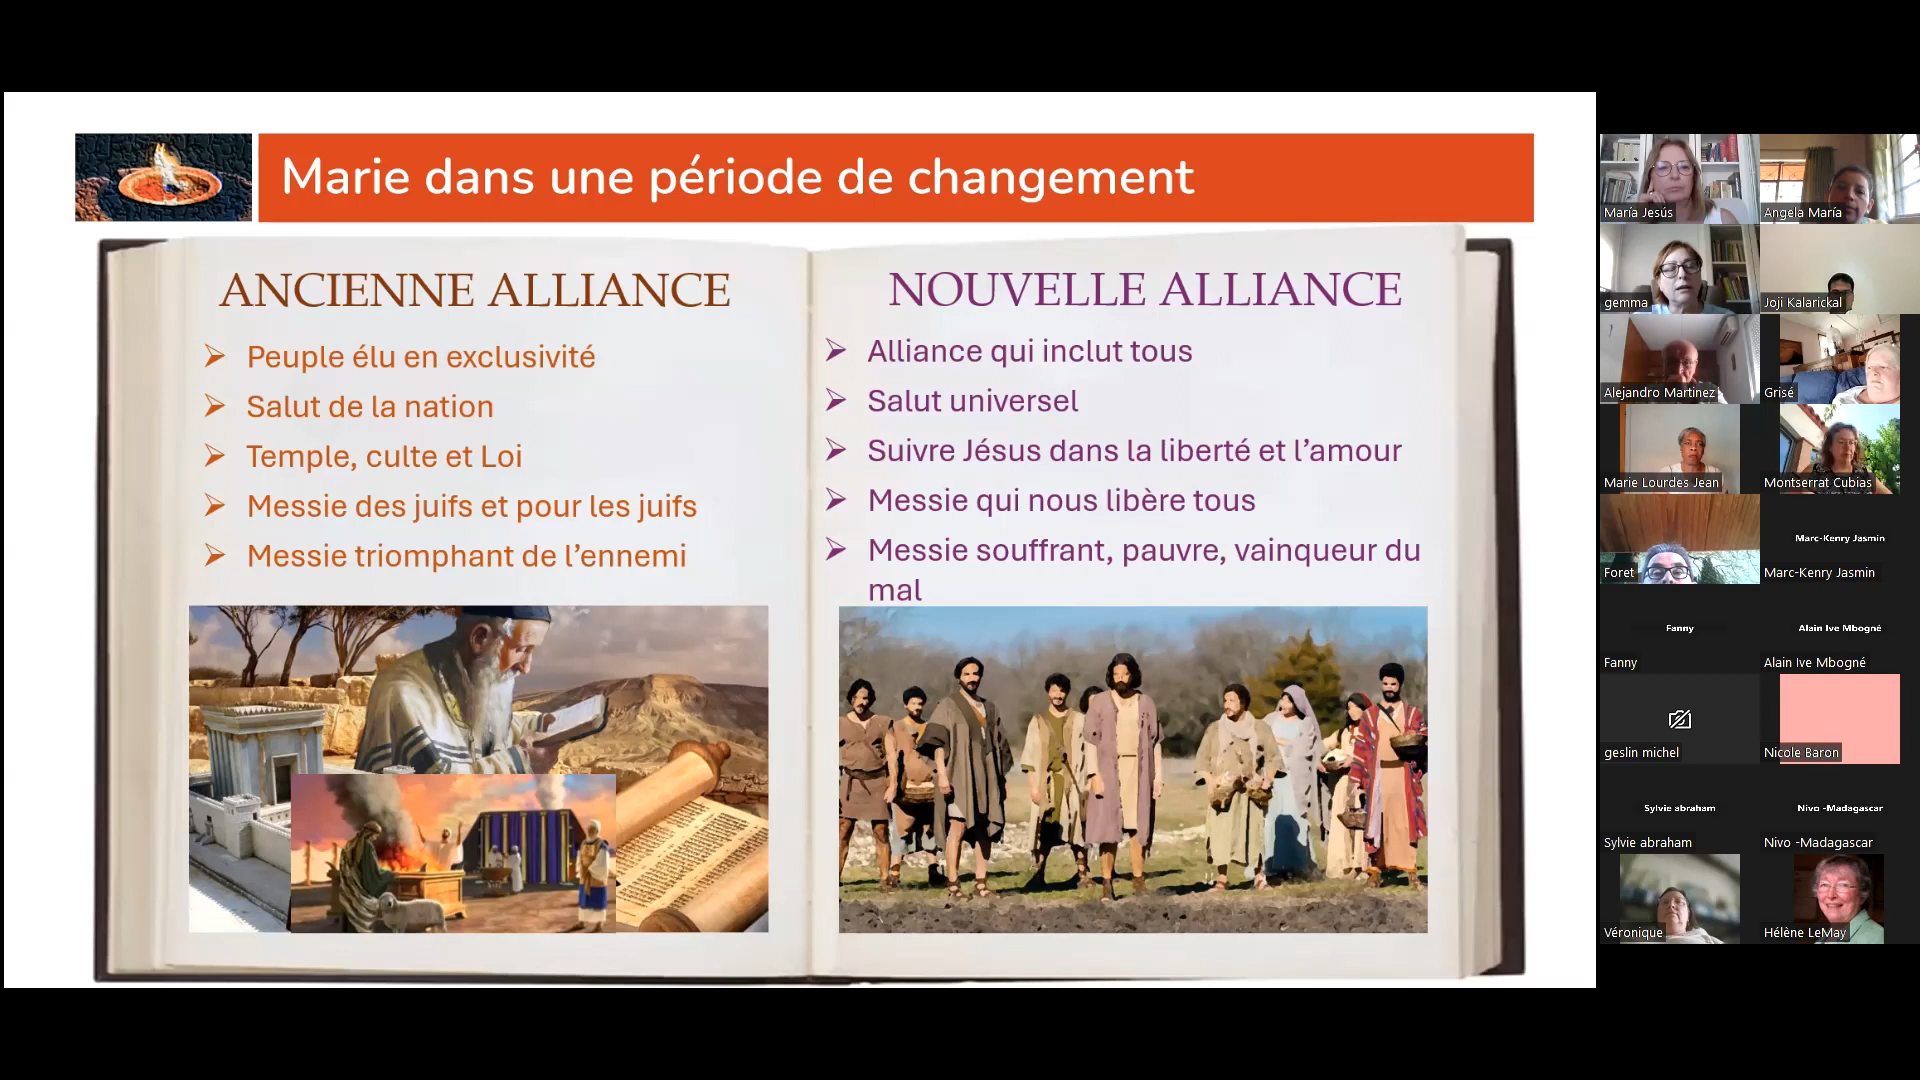 Marie dans une période de changement
ANCIENNE ALLIANCE
Peuple élu en exclusivité
Salut de la nation
Temple, culte et Loi
Messie des juifs et pour les juifs
Messie triomphant de l’ennemi
NOUVELLE ALLIANCE
Alliance qui inclut tous
Salut universel
Suivre Jésus dans la liberté et l’amour
Messie qui nous libère tous
Messie souffrant, pauvre, vainqueur du
mal
María Jesús
Angela María
gemma
Joji Kalarickal
Alejandro Martinez
Grisé
Marie Lourdes Jean
Montserrat Cubias
Foret
Marc-Kenry Jasmin
Marc-Kenry Jasmin
Fanny
Alain Ive Mbogné
Fanny
Alain Ive Mbogné
geslin michel
Nicole Baron
Sylvie abraham
Nivo -Madagascar
Sylvie abraham
Nivo -Madagascar
Véronique
Hélène LeMay